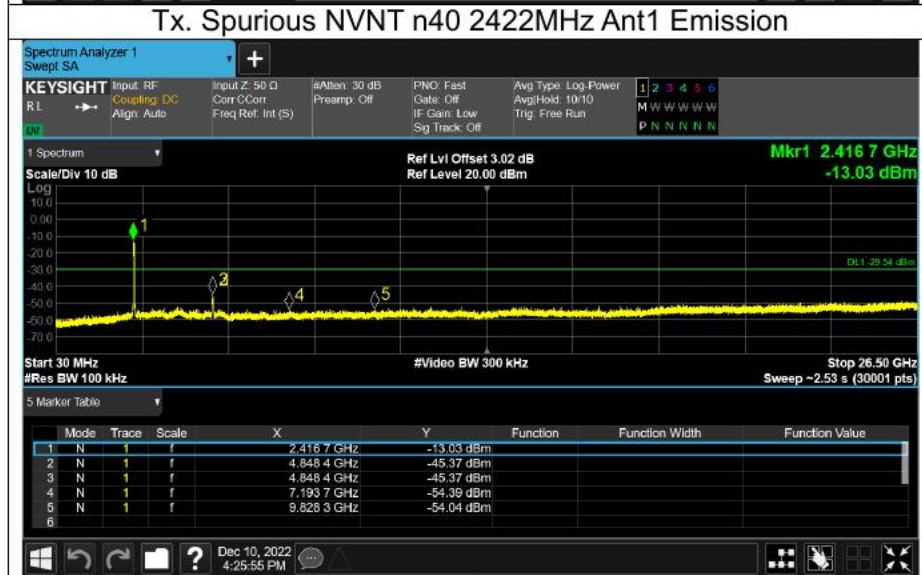 Tx. Spurious NVNT n40 2422MHz Ant1 Emission
Spectrum Analyzer 1
Swept SA
+
KEYSIGHT Input: RF Input Z: 50 Ω #Atten: 30 dB PNO: Fast Avg Type: Log-Power 1 2 3 4 5 6
RL Coupling: DC Corr CCorr Preamp: Off Gate: Off Avg|Hold: 10/10 M W W W W W
Align: Auto Freq Ref: Int (S) IF Gain: Low Trig: Free Run
LXI Sig Track: Off P N N N N N
1 Spectrum Ref Lvl Offset 3.02 dB Mkr1 2.416 7 GHz
Scale/Div 10 dB Ref Level 20.00 dBm -13.03 dBm
Log
10.0
0.00
1
-10.0
-20.0
DL1 -29.54 dBm
-30.0
-40.0
4 5
-50.0
-60.0
-70.0
Start 30 MHz #Video BW 300 kHz Stop 26.50 GHz
#Res BW 100 kHz Sweep ~2.53 s (30001 pts)
5 Marker Table
Mode Trace Scale X Y Function Function Width Function Value
1 N 1 f 2.416 7 GHz -13.03 dBm
2 N 1 f 4.848 4 GHz -45.37 dBm
3 N 1 f 4.848 4 GHz -45.37 dBm
4 N 1 f 7.193 7 GHz -54.39 dBm
5 N 1 f 9.828 3 GHz -54.04 dBm
6
? Dec 10, 2022
4:25:55 PM